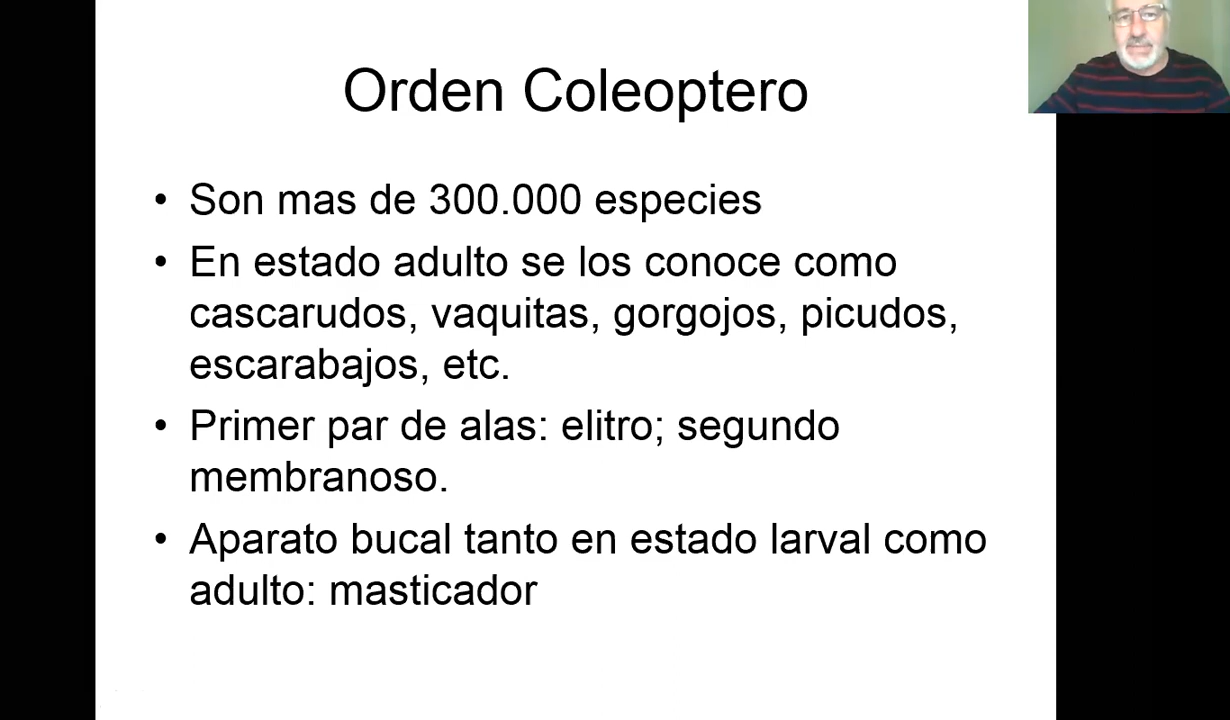 Orden Coleoptero
• Son mas de 300.000 especies
• En estado adulto se los conoce como
cascarudos, vaquitas, gorgojos, picudos,
escarabajos, etc.
• Primer par de alas: elitro; segundo
membranoso.
• Aparato bucal tanto en estado larval como
adulto: masticador